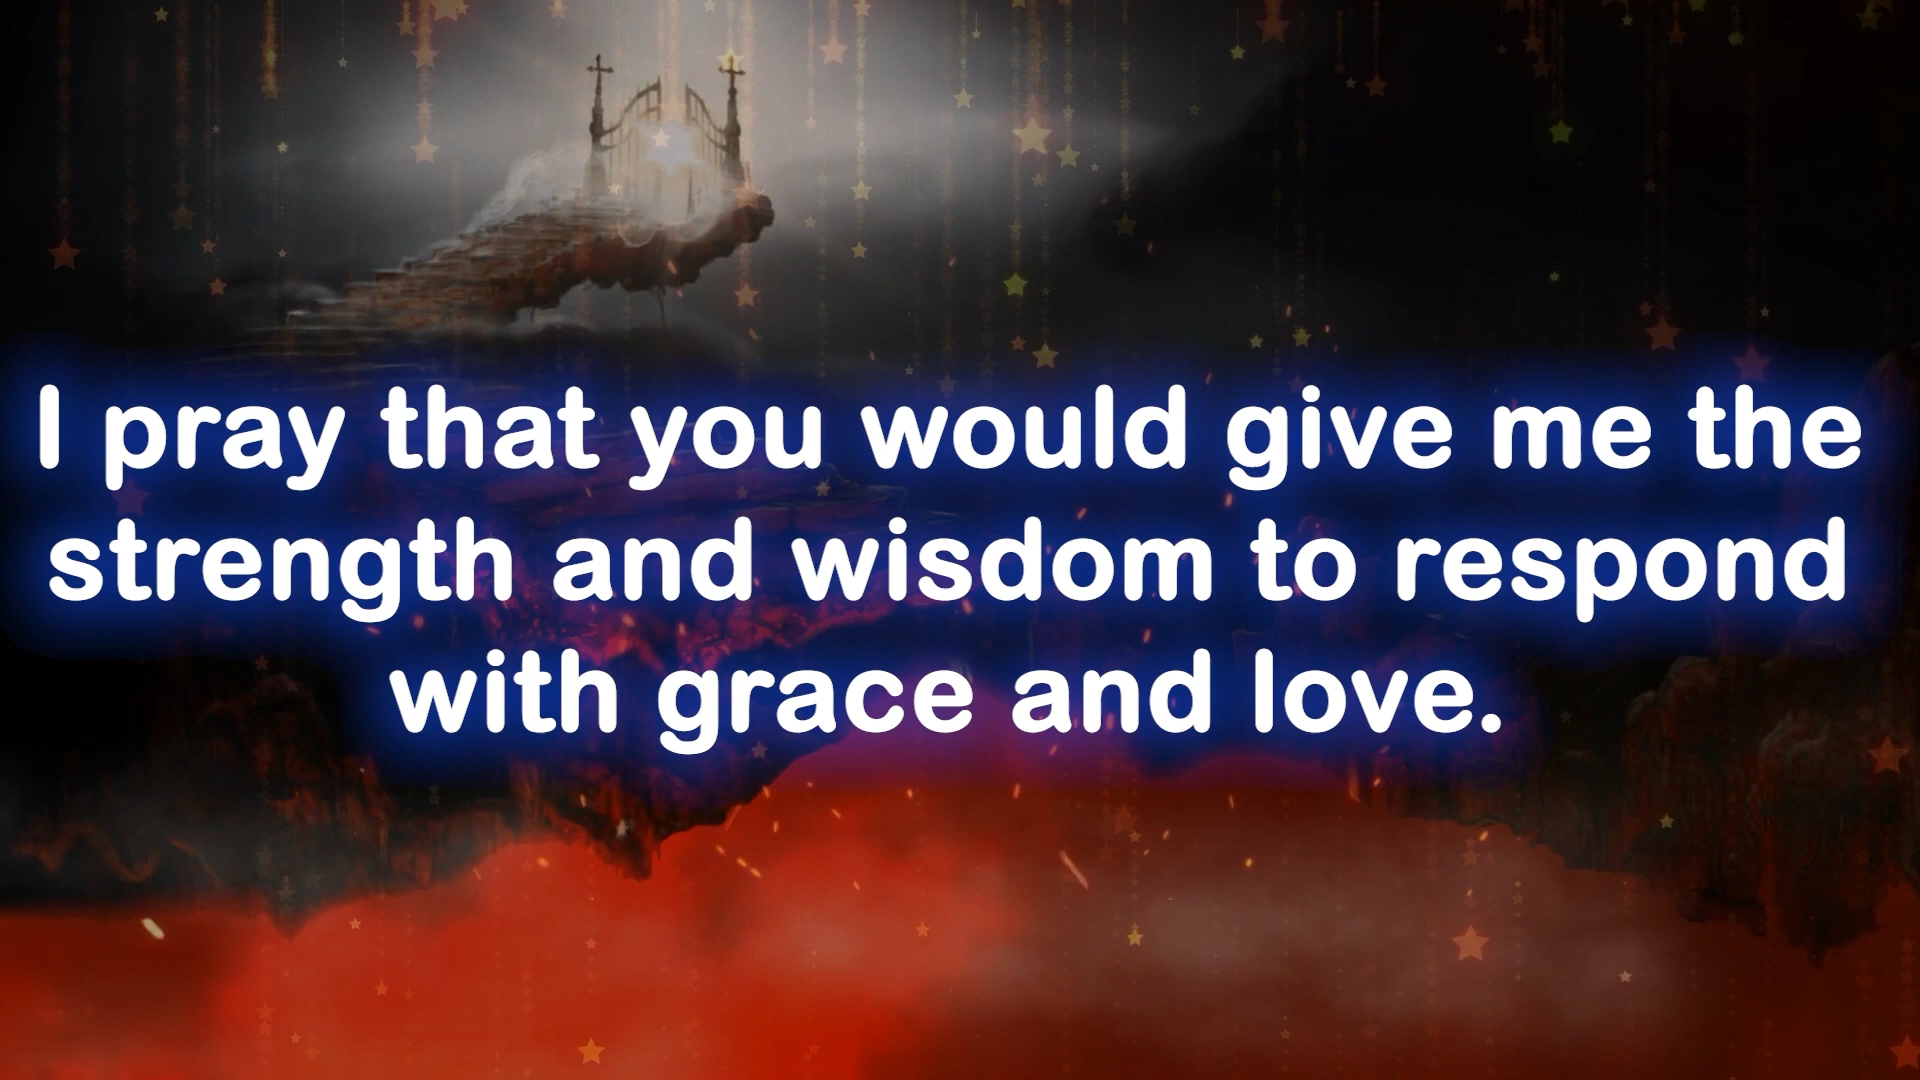 I pray that you would give me the
strength and wisdom to respond
with grace and love.